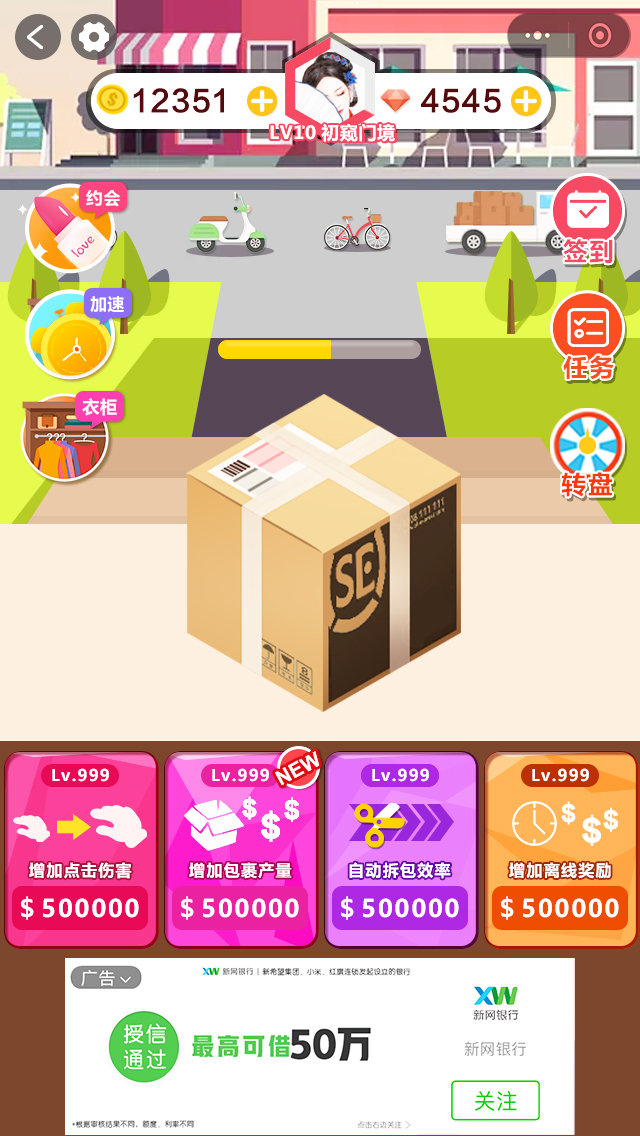 12351
4545
LV10 初窥门境
约会
love
签到
加速
任务
衣柜
???
?
转盘
SE
Lv.999
增加点击伤害
$ 500000
Lv.999
NEW
$ $ $
增加包裹产量
$ 500000
Lv.999
自动拆包效率
$ 500000
Lv.999
$ $ $
增加离线奖励
$ 500000
广告
XW 新网银行 | 新希望集团、小米、红旗连锁发起设立的银行
授信
通过
最高可借50万
*根据审核结果不同，额度、利率不同
点击右边关注 >
XW
新网银行
新网银行
关注